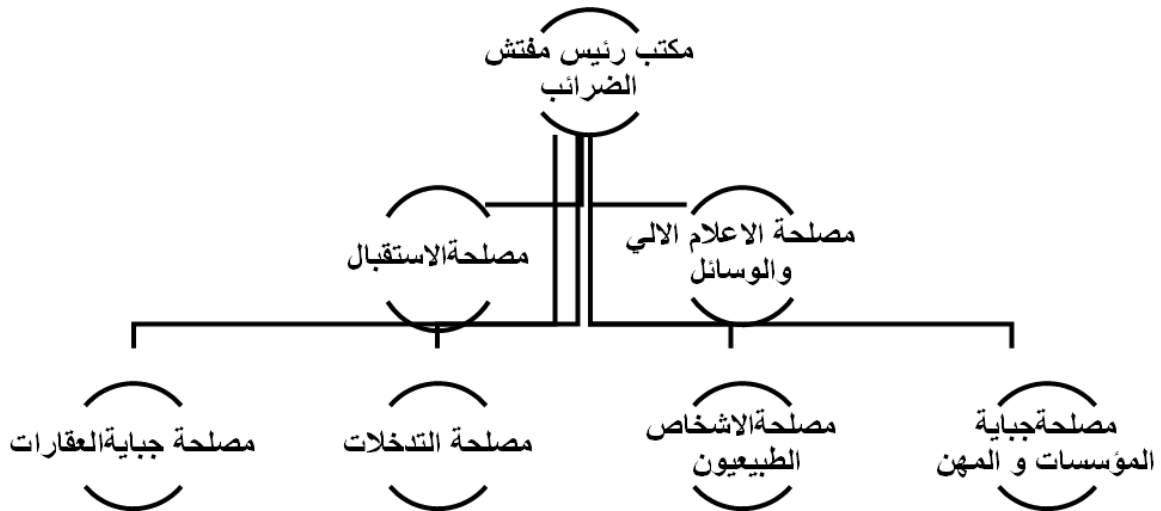 مكتب رئيس مفتش
الضرائب
مصلحة الاعلام الالي
والوسائل
مصلحةالاستقبال
مصلحةجباية
المؤسسات و المهن
مصلحةالاشخاص
الطبيعيون
مصلحة التدخلات
مصلحة جبايةالعقارات